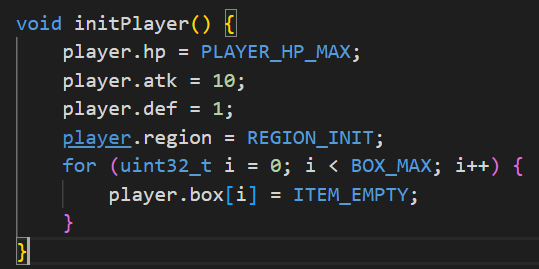 void initPlayer() {
    player.hp = PLAYER_HP_MAX;
    player.atk = 10;
    player.def = 1;
    player.region = REGION_INIT;
    for (uint32_t i = 0; i < BOX_MAX; i++) {
        player.box[i] = ITEM_EMPTY;
    }
}